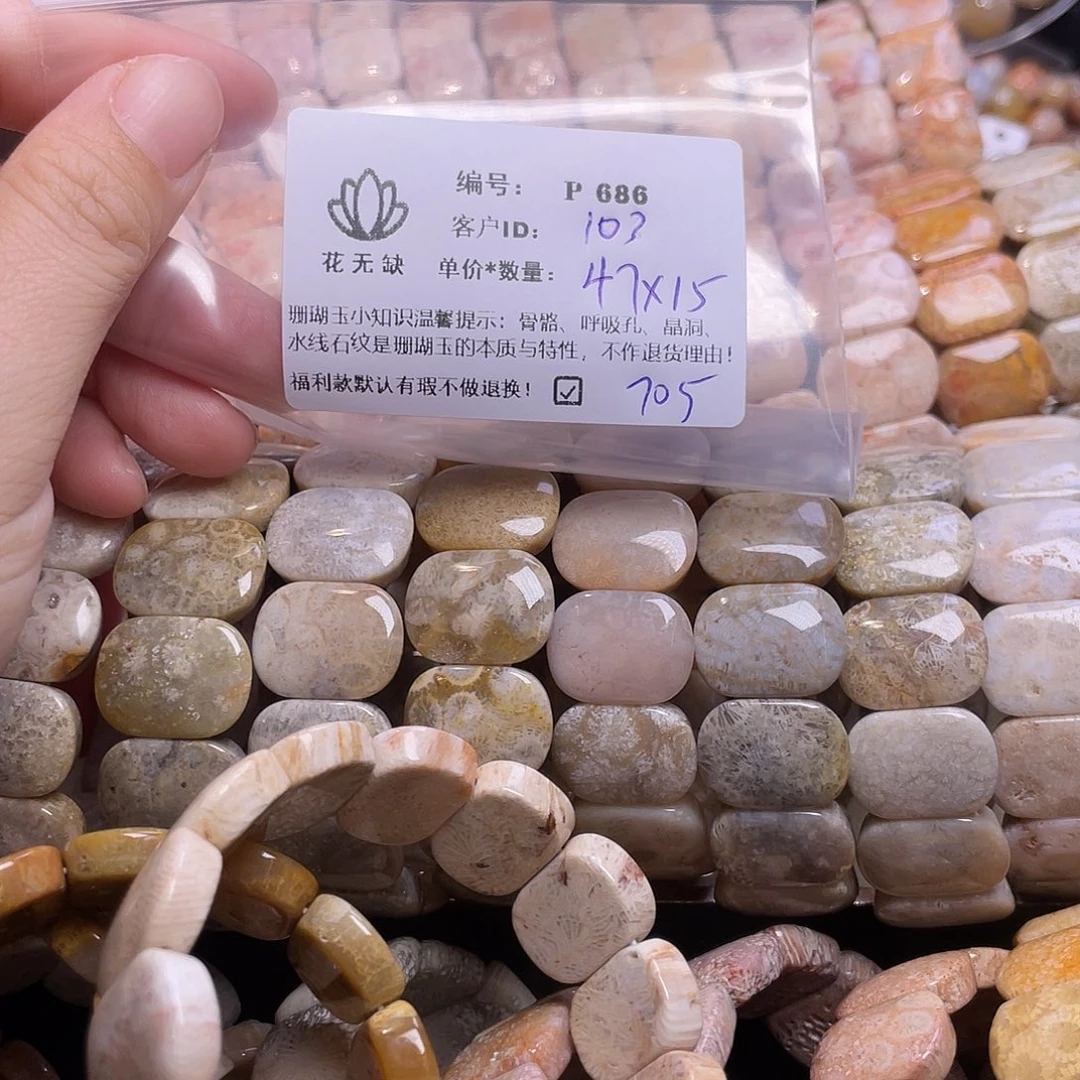 编号： P 686
客户ID： 103
花无缺
单价*数量： 47x15
珊瑚玉小知识温馨提示：骨骼、呼吸孔、晶洞、
水线石纹是珊瑚玉的本质与特性，不作退货理由！
福利款默认有瑕不做退换！ ☑ 705